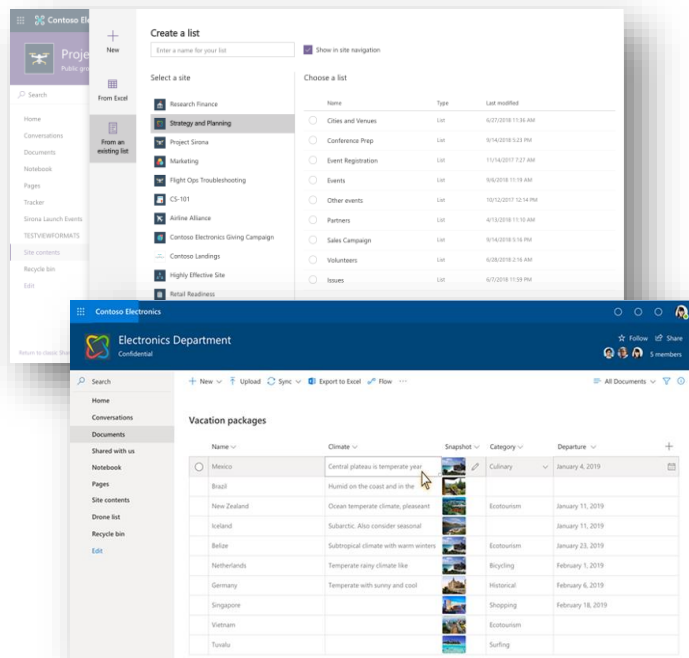 Contoso Ele
Proje
Public gro
Search
Home
Conversations
Documents
Notebook
Pages
Tracker
Sirona Launch Events
TESTVIEWFORMATS
Site contents
Recycle bin
Edit
New
From Excel
From an
existing list
Create a list
Enter a name for your list
Show in site navigation
Select a site
Research Finance
Strategy and Planning
Project Sirona
Marketing
Flight Ops Troubleshooting
CS-101
Airline Alliance
Contoso Electronics Giving Campaign
Contoso Landings
Highly Effective Site
Retail Readiness
Choose a list
Name Type Last modified
Cities and Venues List 6/27/2018 11:36 AM
Conference Prep List 9/14/2018 5:23 PM
Event Registration List 11/14/2017 7:27 AM
Events List 9/6/2018 11:19 AM
Other events List 10/12/2017 12:14 PM
Partners List 4/13/2018 11:10 AM
Sales Campaign List 9/14/2018 5:16 PM
Volunteers List 6/28/2018 2:16 AM
Issues List 6/7/2018 11:59 PM
Return to classic Shar
Contoso Electronics
Electronics Department
Confidential
Follow Share
5 members
Search
Home
Conversations
Documents
Shared with us
Notebook
Pages
Site contents
Drone list
Recycle bin
Edit
New Upload Sync Export to Excel Flow ··· All Documents
Vacation packages
Name Climate Snapshot Category Departure
Mexico Central plateau is temperate year Culinary January 4, 2019
Brazil Humid on the coast and in the
New Zealand Ocean temperate climate, pleaseant Ecotourism January 11, 2019
Iceland Subarctic. Also consider seasonal January 11, 2019
Belize Subtropical climate with warm winters Ecotourism January 23, 2019
Netherlands Temperate rainy climate like Bicycling February 1, 2019
Germany Temperate with sunny and cool Historical February 6, 2019
Singapore Shopping February 18, 2019
Vietnam Ecotourism
Tuvalu Surfing